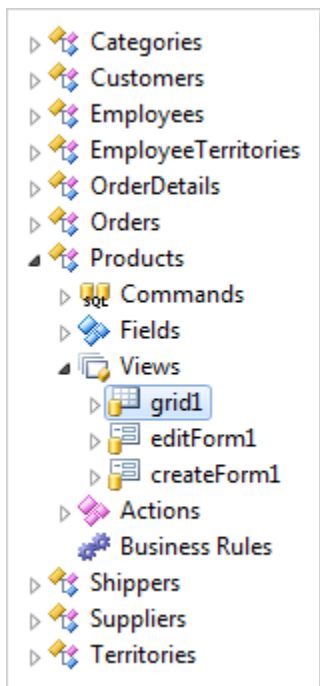 Categories
Customers
Employees
EmployeeTerritories
OrderDetails
Orders
Products
SQL Commands
Fields
Views
grid1
editForm1
createForm1
Actions
Business Rules
Shippers
Suppliers
Territories